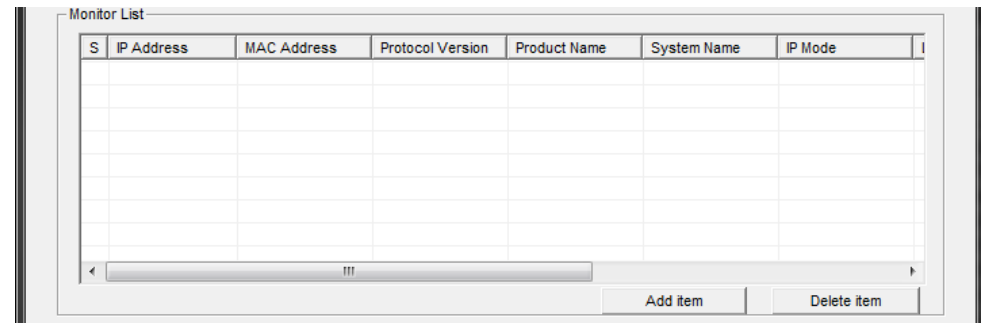 Monitor List
S IP Address MAC Address Protocol Version Product Name System Name IP Mode
Add item Delete item